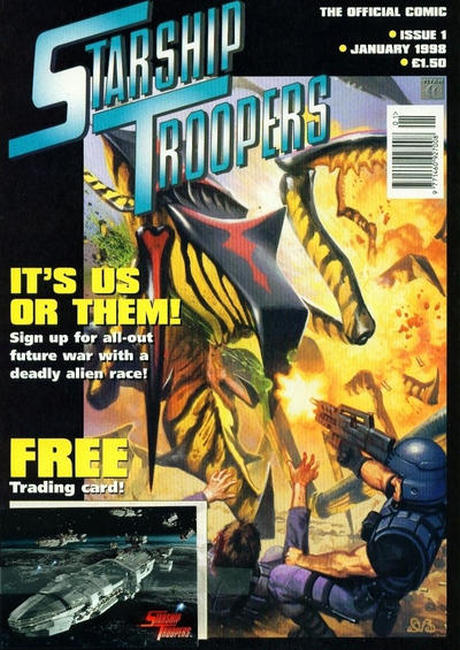 STARSHIP
TROOPERS
THE OFFICIAL COMIC
ISSUE 1
JANUARY 1998
£1.50
IT'S US
OR THEM!
Sign up for all-out
future war with a
deadly alien race!
FREE
Trading card!
STARSHIP
TROOPERS